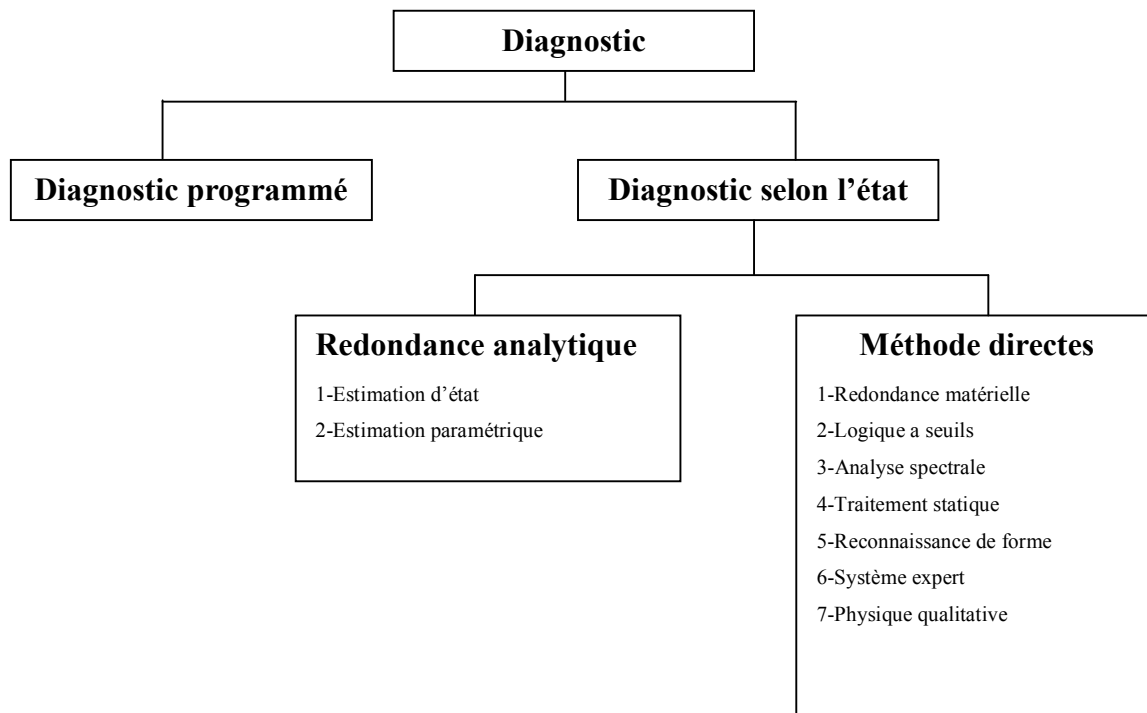 Diagnostic
Diagnostic programmé
Diagnostic selon l’état
Redondance analytique
1-Estimation d’état
2-Estimation paramétrique
Méthode directes
1-Redondance matérielle
2-Logique a seuils
3-Analyse spectrale
4-Traitement statique
5-Reconnaissance de forme
6-Système expert
7-Physique qualitative